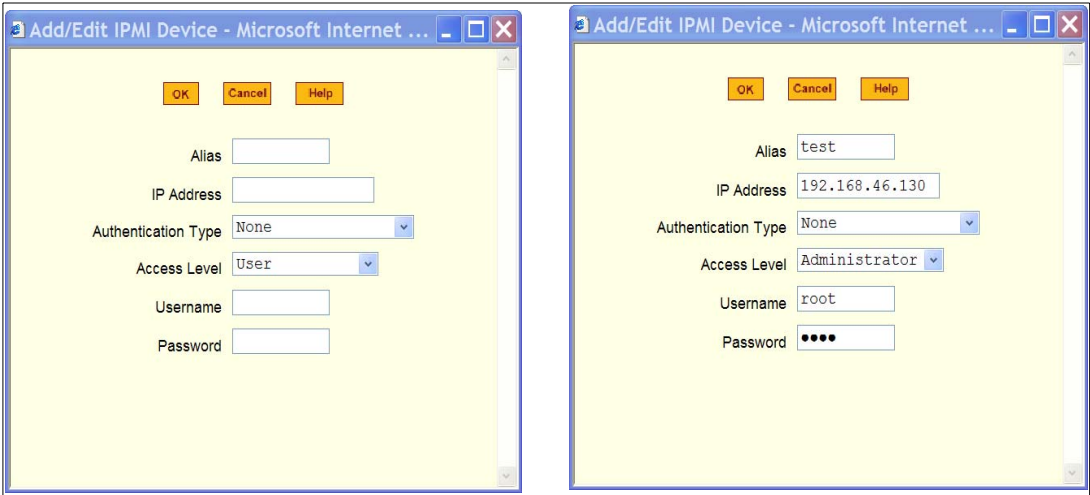 Add/Edit IPMI Device - Microsoft Internet ...
OK Cancel Help
Alias
IP Address
Authentication Type None
Access Level User
Username
Password
Add/Edit IPMI Device - Microsoft Internet ...
OK Cancel Help
Alias test
IP Address 192.168.46.130
Authentication Type None
Access Level Administrator
Username root
Password ••••